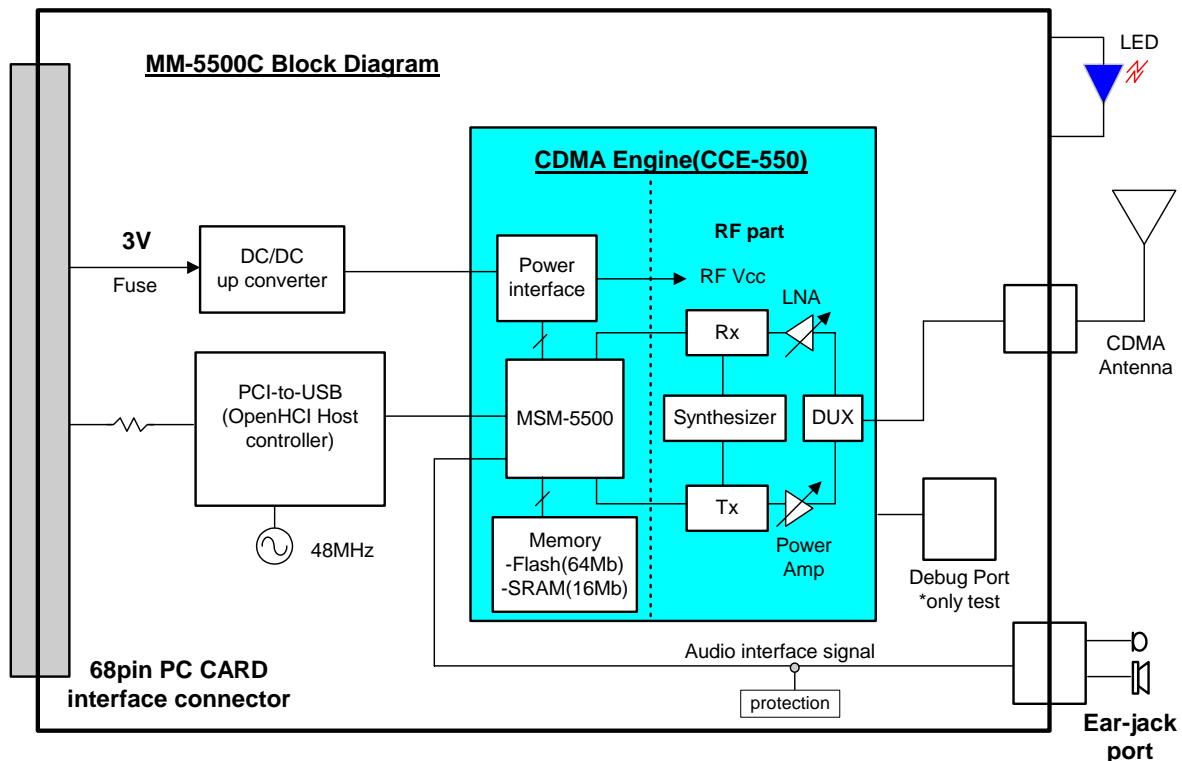 MM-5500C Block Diagram
LED
CDMA Engine(CCE-550)
3V
Fuse
DC/DC
up converter
Power
interface
RF part
RF Vcc
LNA
Rx
CDMA
Antenna
PCI-to-USB
(OpenHCI Host
controller)
MSM-5500
Synthesizer
DUX
Tx
48MHz
Memory
-Flash(64Mb)
-SRAM(16Mb)
Power
Amp
Debug Port
*only test
68pin PC CARD
interface connector
Audio interface signal
protection
Ear-jack
port